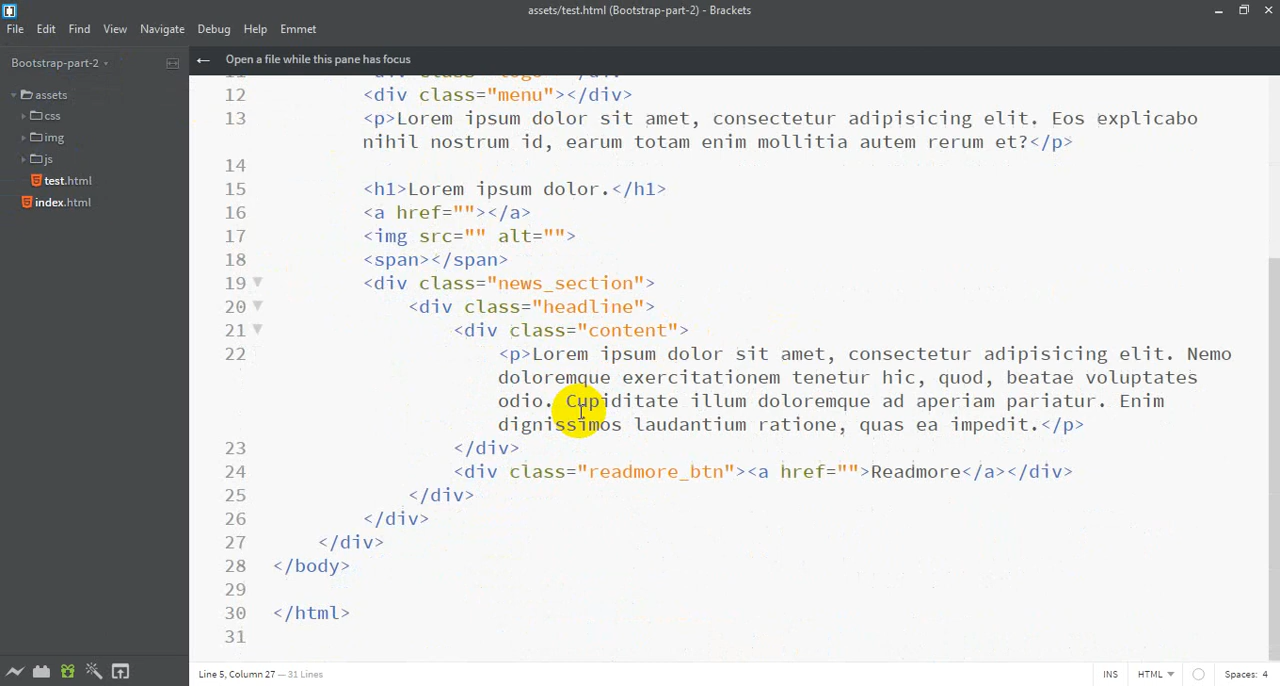 assets/test.html (Bootstrap-part-2) - Brackets
File Edit Find View Navigate Debug Help Emmet
Bootstrap-part-2
Open a file while this pane has focus
assets
css
img
js
test.html
index.html
11 <div class="logo"></div>
12 <div class="menu"></div>
13 <p>Lorem ipsum dolor sit amet, consectetur adipisicing elit. Eos explicabo
nihil nostrum id, earum totam enim mollitia autem rerum et?</p>
14
15 <h1>Lorem ipsum dolor.</h1>
16 <a href=""></a>
17 <img src="" alt="">
18 <span></span>
19 <div class="news_section">
20 <div class="headline">
21 <div class="content">
22 <p>Lorem ipsum dolor sit amet, consectetur adipisicing elit. Nemo
doloremque exercitationem tenetur hic, quod, beatae voluptates
odio. Cupiditate illum doloremque ad aperiam pariatur. Enim
dignissimos laudantium ratione, quas ea impedit.</p>
23 </div>
24 <div class="readmore_btn"><a href="">Readmore</a></div>
25 </div>
26 </div>
27 </div>
28 </body>
29
30 </html>
31
Line 5, Column 27 — 31 Lines
INS HTML Spaces: 4